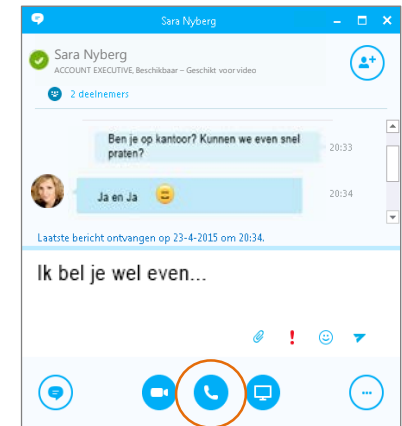 Sara Nyberg
Sara Nyberg
ACCOUNT EXECUTIVE, Beschikbaar – Geschikt voor video
2 deelnemers
Ben je op kantoor? Kunnen we even snel
praten?
20:33
Ja en Ja
20:34
Laatste bericht ontvangen op 23-4-2015 om 20:34.
Ik bel je wel even...